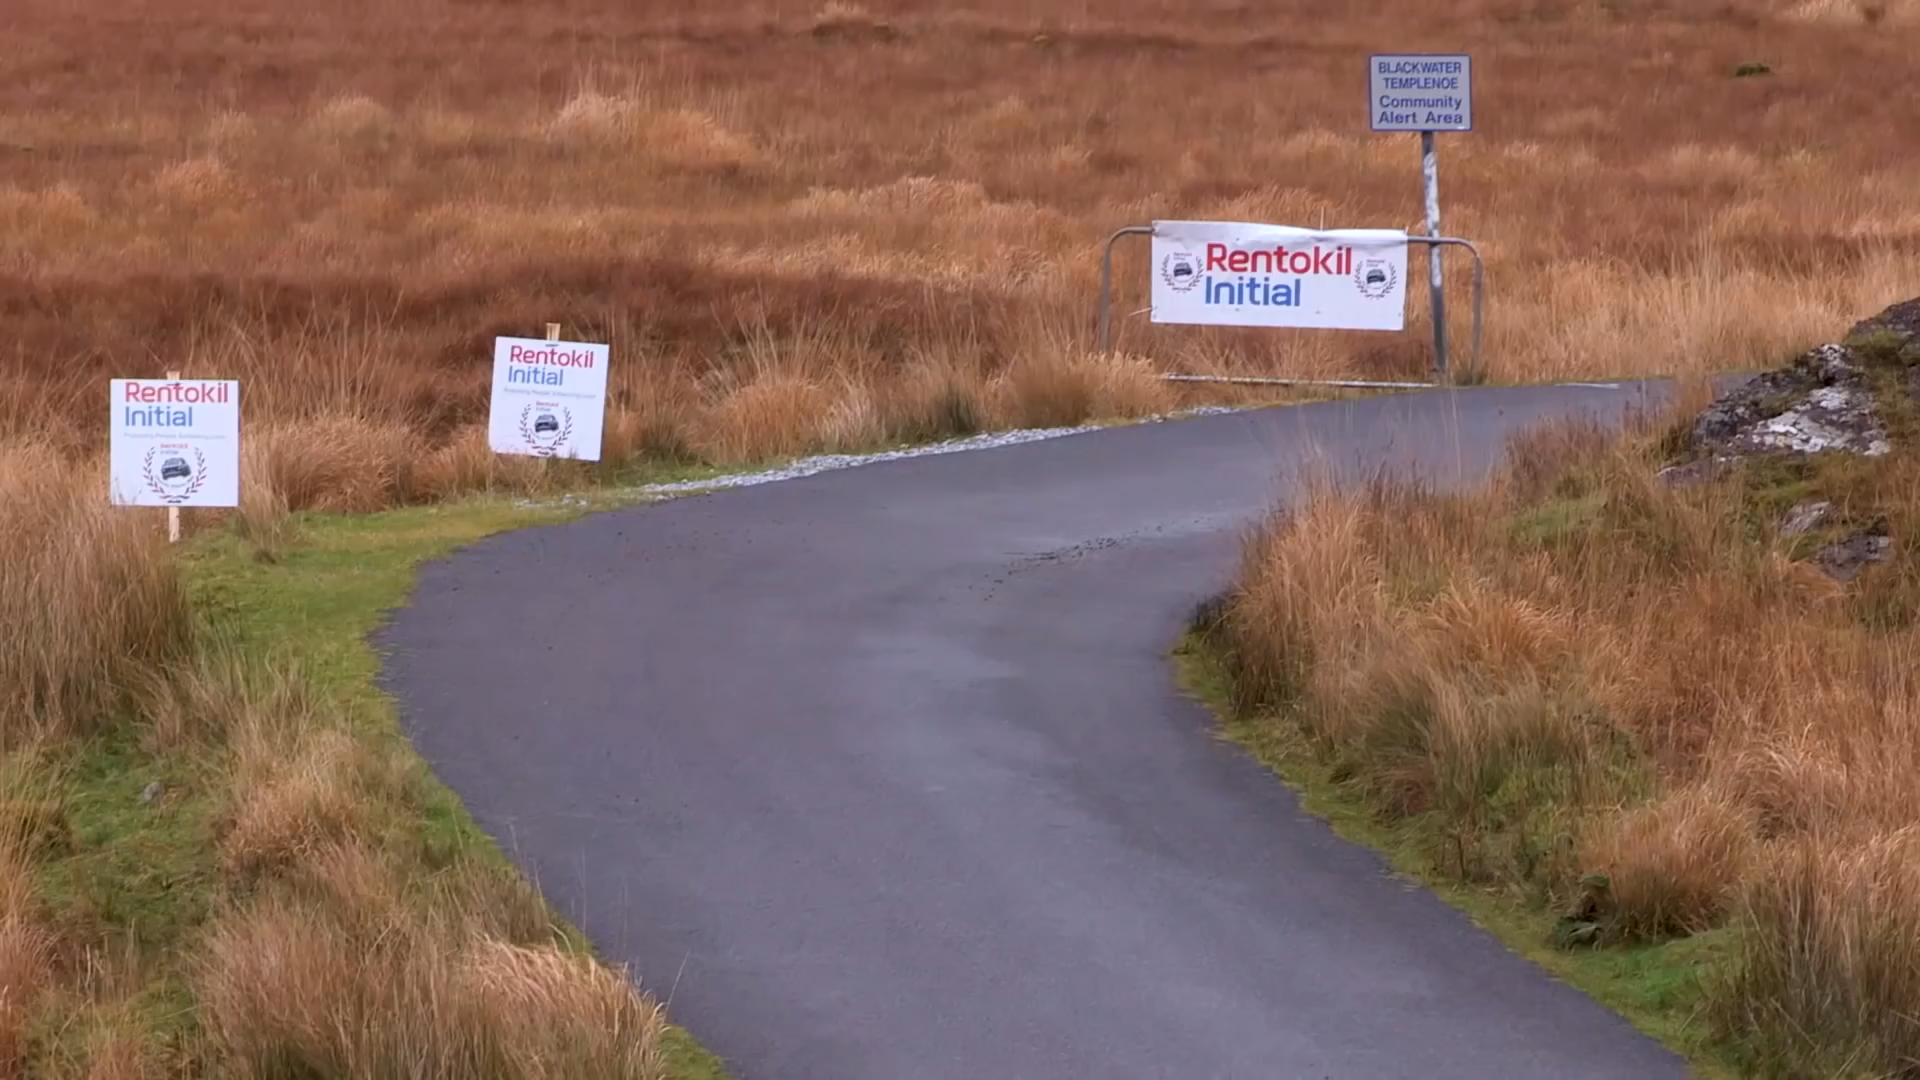 BLACKWATER
TEMPLENOE
Community
Alert Area
Rentokil
Initial
Rentokil
Initial
Rentokil
Initial